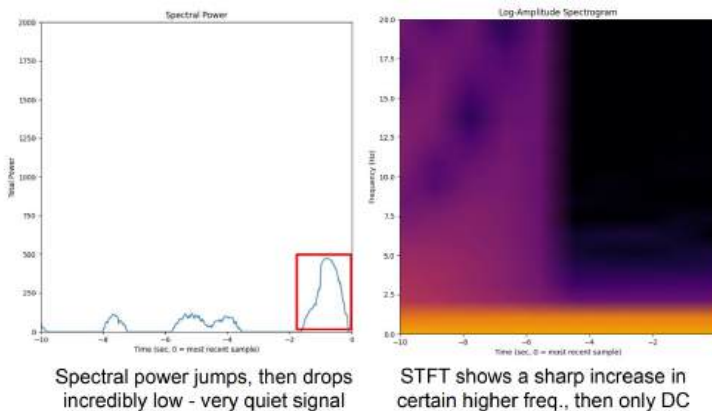 Spectral Power
2000
1750
1500
1250
1000
750
500
250
0
Total Power
-10
-8
-6
-4
-2
0
Time (sec, 0 = most recent sample)
Spectral power jumps, then drops
incredibly low - very quiet signal
Log-Amplitude Spectrogram
20.0
17.5
15.0
12.5
10.0
7.5
5.0
2.5
0.0
Frequency (Hz)
-10
-8
-6
-4
-2
Time (sec, 0 = most recent sample)
STFT shows a sharp increase in
certain higher freq., then only DC